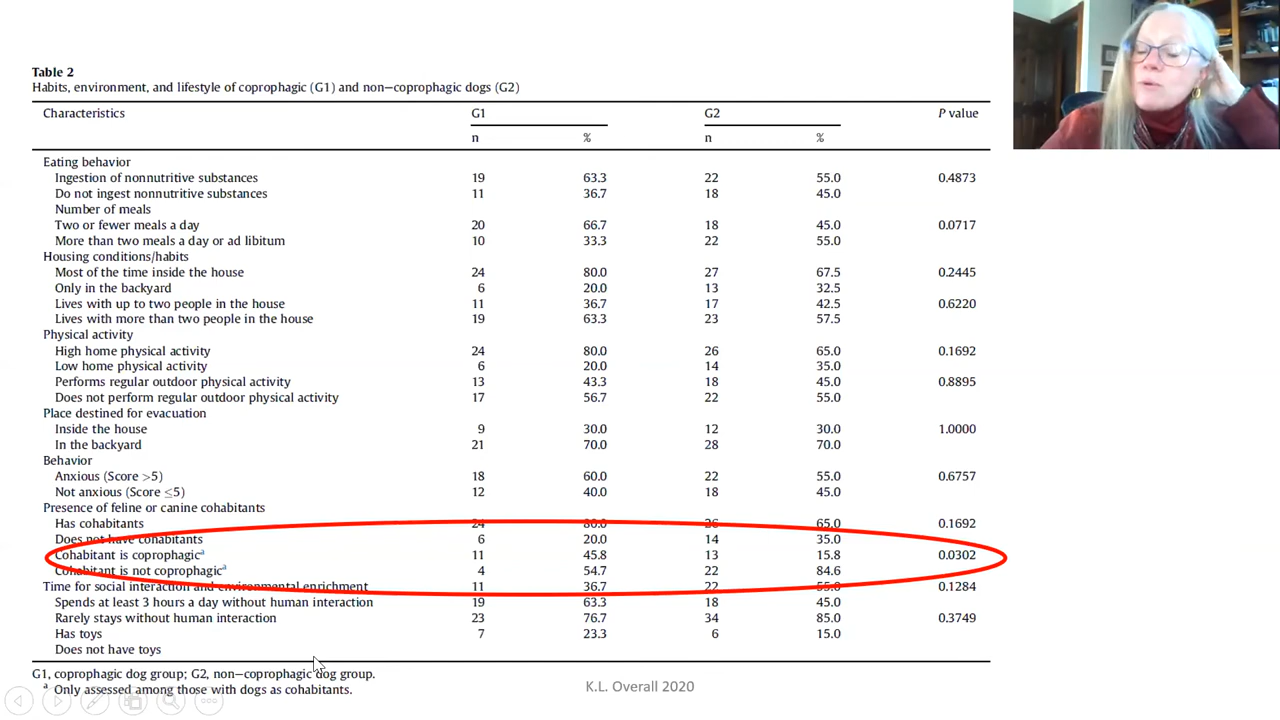 Table 2
Habits, environment, and lifestyle of coprophagic (G1) and non−coprophagic dogs (G2)
Characteristics G1 G2 P value
n % n %
Eating behavior
Ingestion of nonnutritive substances 19 63.3 22 55.0 0.4873
Do not ingest nonnutritive substances 11 36.7 18 45.0
Number of meals
Two or fewer meals a day 20 66.7 18 45.0 0.0717
More than two meals a day or ad libitum 10 33.3 22 55.0
Housing conditions/habits
Most of the time inside the house 24 80.0 27 67.5 0.2445
Only in the backyard 6 20.0 13 32.5
Lives with up to two people in the house 11 36.7 17 42.5 0.6220
Lives with more than two people in the house 19 63.3 23 57.5
Physical activity
High home physical activity 24 80.0 26 65.0 0.1692
Low home physical activity 6 20.0 14 35.0
Performs regular outdoor physical activity 13 43.3 18 45.0 0.8895
Does not perform regular outdoor physical activity 17 56.7 22 55.0
Place destined for evacuation
Inside the house 9 30.0 12 30.0 1.0000
In the backyard 21 70.0 28 70.0
Behavior
Anxious (Score >5) 18 60.0 22 55.0 0.6757
Not anxious (Score ≤5) 12 40.0 18 45.0
Presence of feline or canine cohabitants
Has cohabitants 24 80.0 26 65.0 0.1692
Does not have cohabitants 6 20.0 14 35.0
Cohabitant is coprophagic a 11 45.8 13 15.8 0.0302
Cohabitant is not coprophagic a 4 54.7 22 84.6
Time for social interaction and environmental enrichment 11 36.7 22 55.0 0.1284
Spends at least 3 hours a day without human interaction 19 63.3 18 45.0
Rarely stays without human interaction 23 76.7 34 85.0 0.3749
Has toys 7 23.3 6 15.0
Does not have toys
G1, coprophagic dog group; G2, non−coprophagic dog group.
a Only assessed among those with dogs as cohabitants.
K.L. Overall 2020